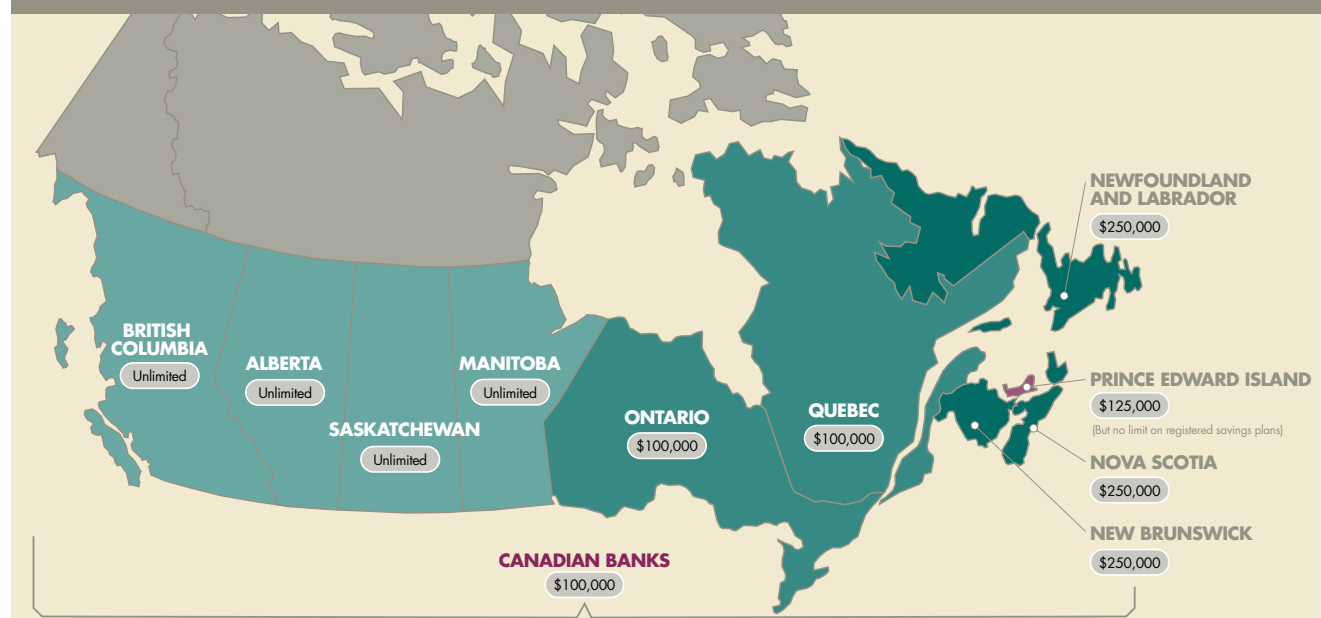 NEWFOUNDLAND
AND LABRADOR
$250,000
BRITISH
COLUMBIA
Unlimited
ALBERTA
Unlimited
MANITOBA
Unlimited
SASKATCHEWAN
Unlimited
ONTARIO
$100,000
QUEBEC
$100,000
PRINCE EDWARD ISLAND
$125,000
(But no limit on registered savings plans)
NOVA SCOTIA
$250,000
NEW BRUNSWICK
$250,000
CANADIAN BANKS
$100,000